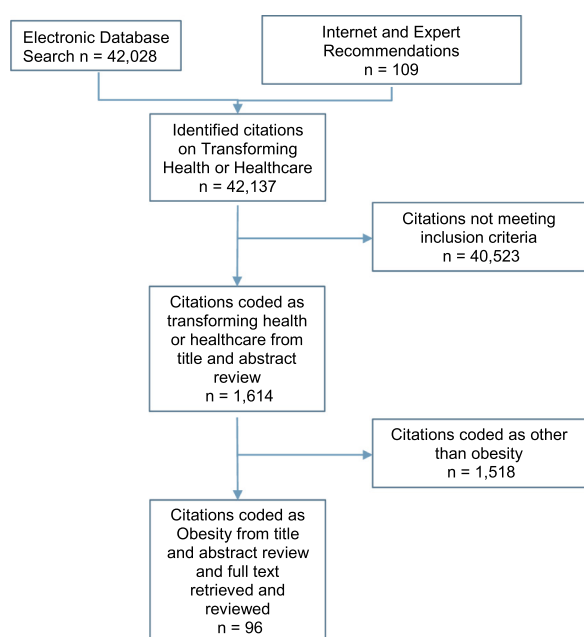 Electronic Database
Search n = 42,028
Internet and Expert
Recommendations
n = 109
Identified citations
on Transforming
Health or Healthcare
n = 42,137
Citations not meeting
inclusion criteria
n = 40,523
Citations coded as
transforming health
or healthcare from
title and abstract
review
n = 1,614
Citations coded as other
than obesity
n = 1,518
Citations coded as
Obesity from title
and abstract review
and full text
retrieved and
reviewed
n = 96